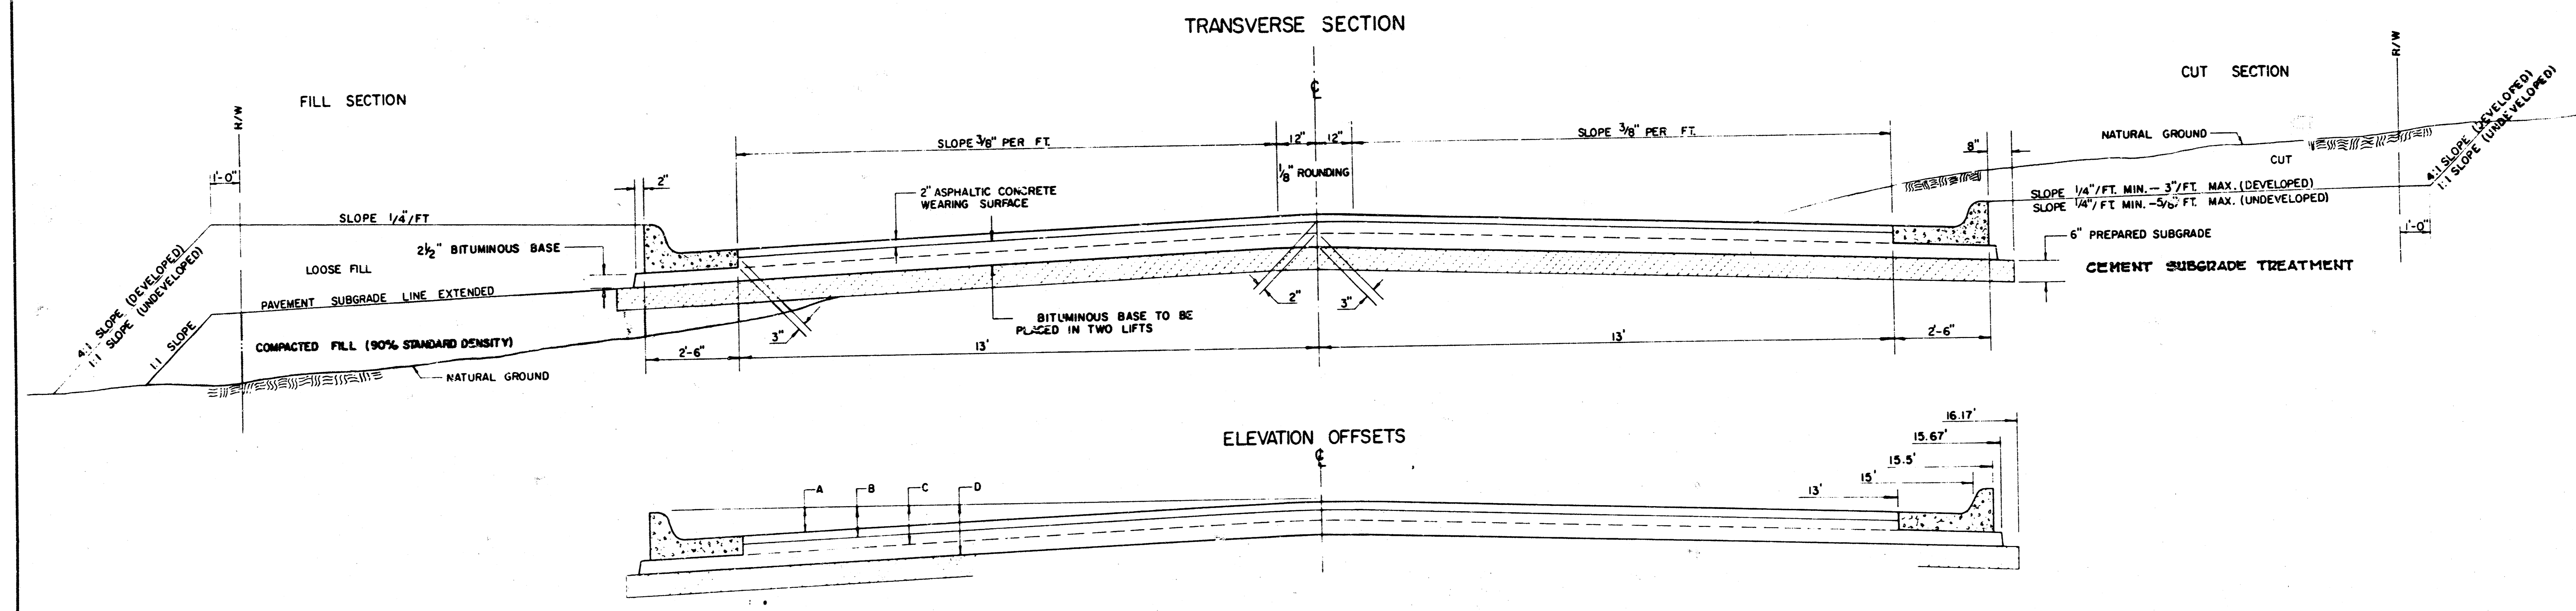 TRANSVERSE SECTION
FILL SECTION
CUT SECTION
R/W
R/W
℄
SLOPE 3/8" PER FT.
12"
12"
SLOPE 3/8" PER FT.
1/8" ROUNDING
8"
NATURAL GROUND
CUT
4:1 SLOPE (DEVELOPED)
1:1 SLOPE (UNDEVELOPED)
1'-0"
2"
2" ASPHALTIC CONCRETE
WEARING SURFACE
SLOPE 1/4"/FT. MIN. - 3"/FT. MAX. (DEVELOPED)
SLOPE 1/4"/FT. MIN. - 5/8"/FT. MAX. (UNDEVELOPED)
SLOPE 1/4"/FT
1'-0"
2½" BITUMINOUS BASE
6" PREPARED SUBGRADE
CEMENT SUBGRADE TREATMENT
LOOSE FILL
PAVEMENT SUBGRADE LINE EXTENDED
4:1 SLOPE (DEVELOPED)
1:1 SLOPE (UNDEVELOPED)
1:1 SLOPE
COMPACTED FILL (90% STANDARD DENSITY)
NATURAL GROUND
2"
3"
BITUMINOUS BASE TO BE
PLACED IN TWO LIFTS
3"
2'-6"
13'
13'
2'-6"
ELEVATION OFFSETS
℄
16.17'
15.67'
15.5'
15'
13'
A
B
C
D